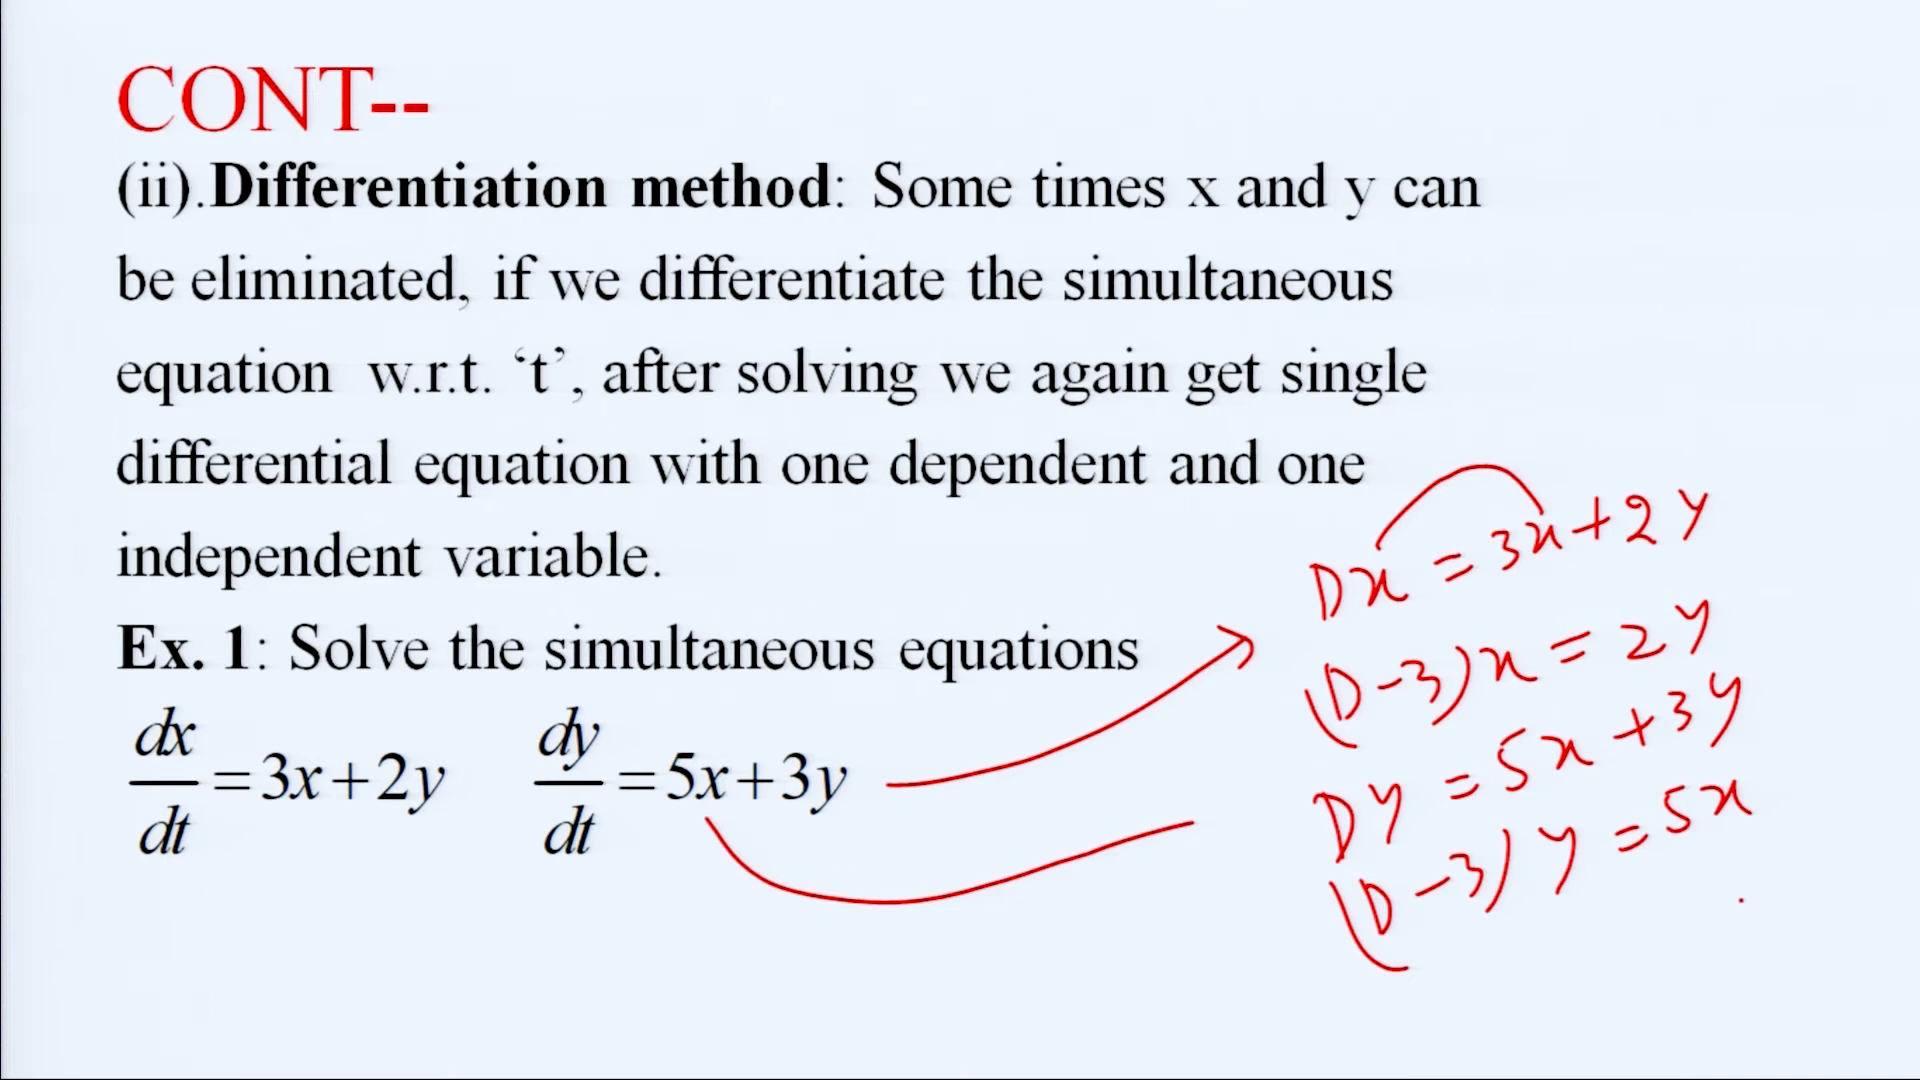 CONT--
(ii).Differentiation method: Some times x and y can
be eliminated, if we differentiate the simultaneous
equation w.r.t. ‘t’, after solving we again get single
differential equation with one dependent and one
independent variable.
Ex. 1: Solve the simultaneous equations
dx/dt = 3x+2y dy/dt = 5x+3y
Dx = 3x+2y
(D-3)x = 2y
Dy = 5x+3y
(D-3)y = 5x